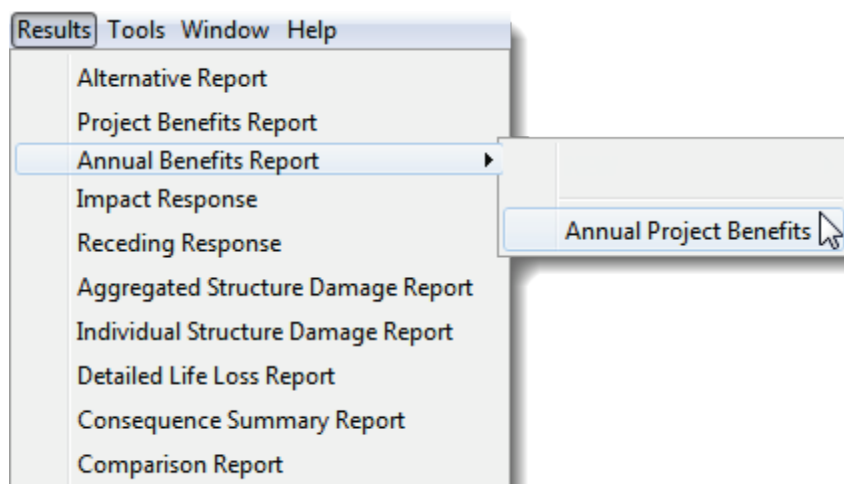 Results Tools Window Help
Alternative Report
Project Benefits Report
Annual Benefits Report
Annual Project Benefits
Impact Response
Receding Response
Aggregated Structure Damage Report
Individual Structure Damage Report
Detailed Life Loss Report
Consequence Summary Report
Comparison Report